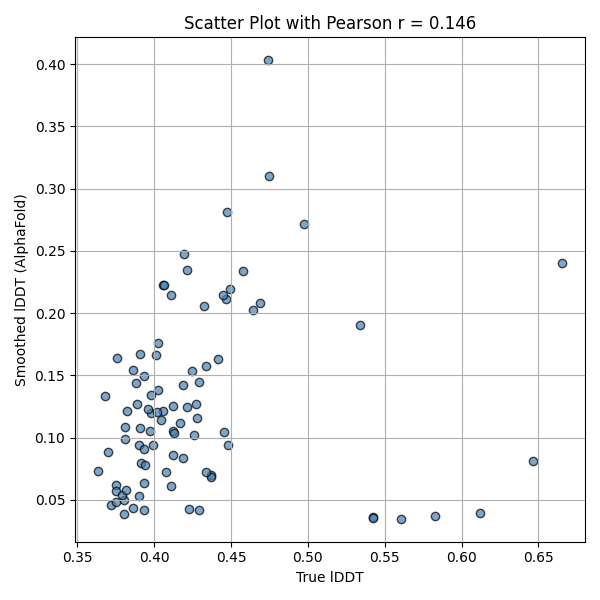 Scatter Plot with Pearson r = 0.146
0.40
0.35
0.30
0.25
0.20
0.15
0.10
0.05
Smoothed lDDT (AlphaFold)
0.35 0.40 0.45 0.50 0.55 0.60 0.65
True lDDT